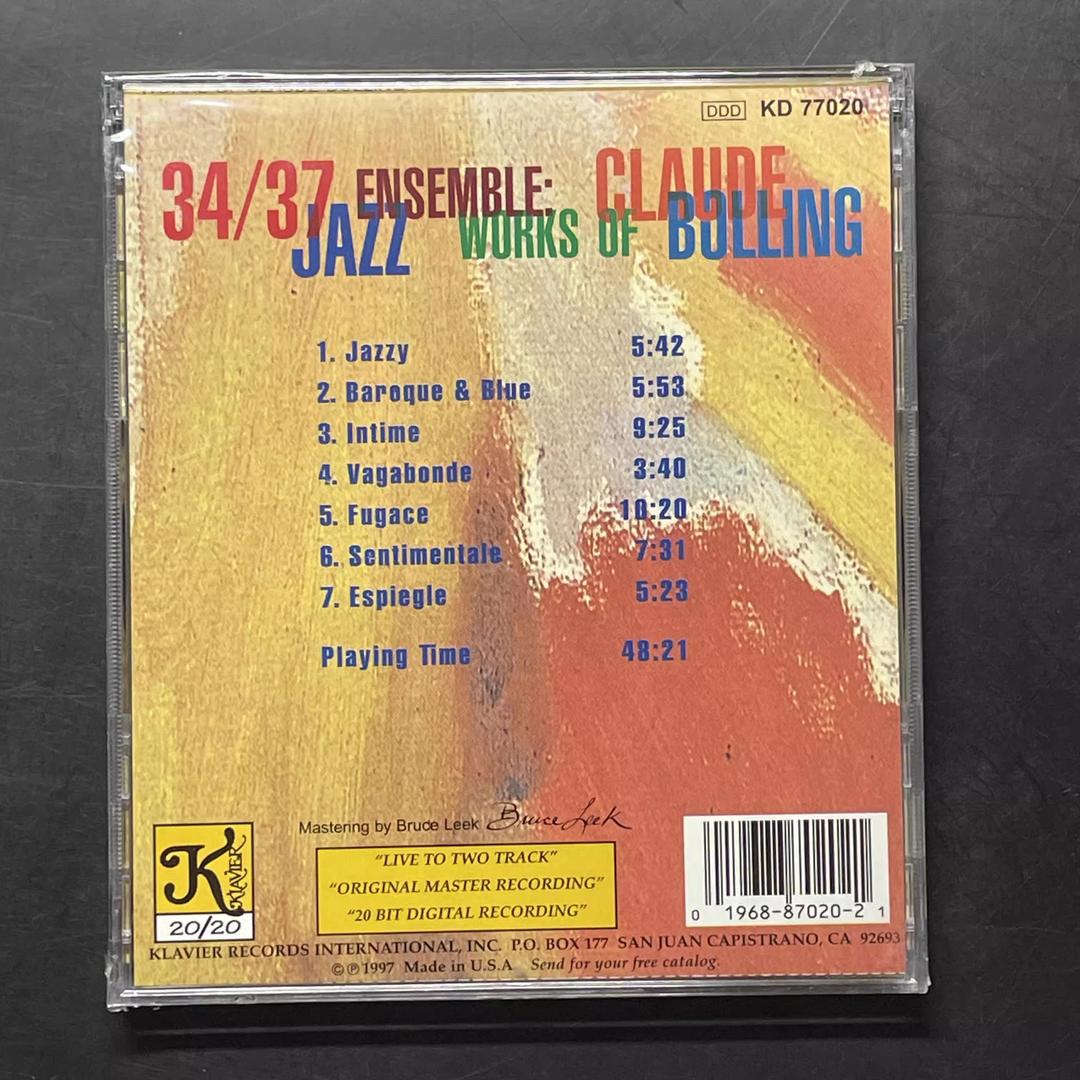 DDD KD 77020
34/37 ENSEMBLE: CLAUDE
JAZZ WORKS OF BOLLING
1. Jazzy 5:42
2. Baroque & Blue 5:53
3. Intime 9:25
4. Vagabonde 3:40
5. Fugace 10:20
6. Sentimentale 7:31
7. Espiegle 5:23
Playing Time 48:21
Mastering by Bruce Leek Bruce Leek
K KLAVIER
20/20
"LIVE TO TWO TRACK"
"ORIGINAL MASTER RECORDING"
"20 BIT DIGITAL RECORDING"
0 1968-87020-2 1
KLAVIER RECORDS INTERNATIONAL, INC. P.O. BOX 177 SAN JUAN CAPISTRANO, CA 92693
©℗1997 Made in U.S.A Send for your free catalog.